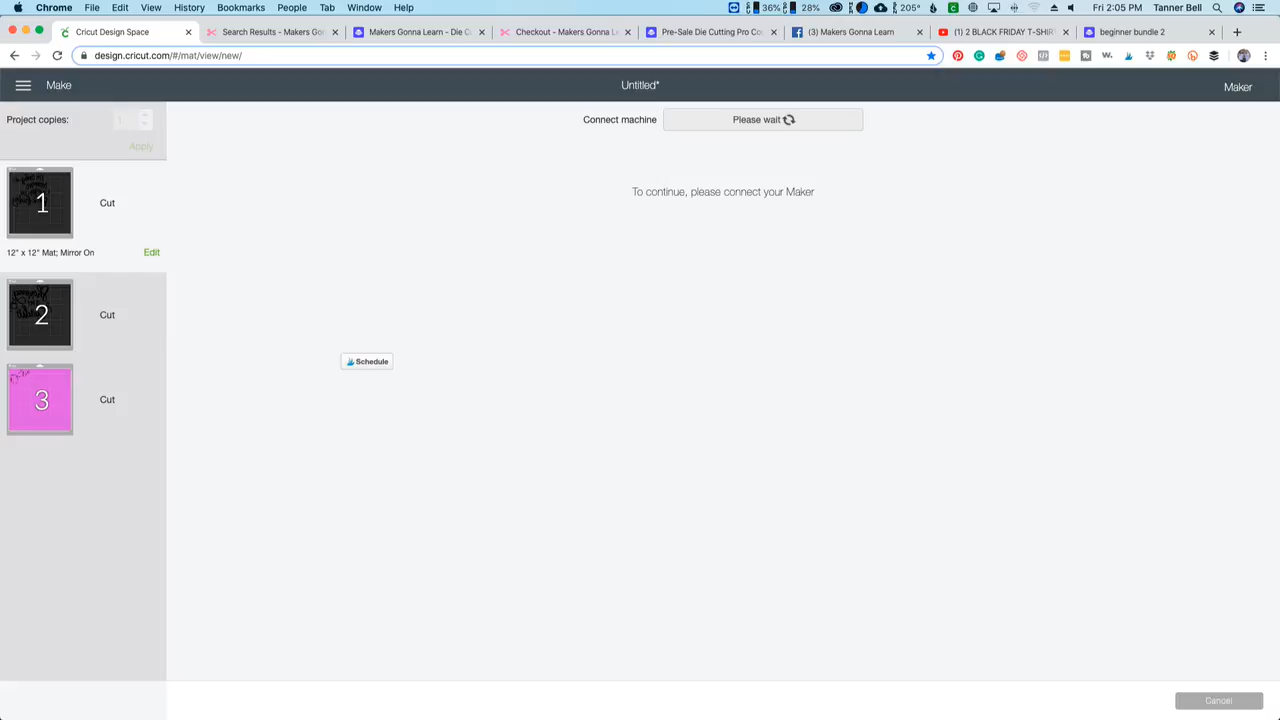 Chrome File Edit View History Bookmarks People Tab Window Help 36% 28% 205° Fri 2:05 PM Tanner Bell
Cricut Design Space Search Results - Makers Go Makers Gonna Learn - Die C Checkout - Makers Gonna L Pre-Sale Die Cutting Pro Co (3) Makers Gonna Learn (1) 2 BLACK FRIDAY T-SHIR beginner bundle 2
design.cricut.com/#/mat/view/new/
Make Untitled* Maker
Project copies: 1
Apply
Connect machine Please wait
To continue, please connect your Maker
1 Cut
12" x 12" Mat; Mirror On Edit
2 Cut
Schedule
3 Cut
Cancel